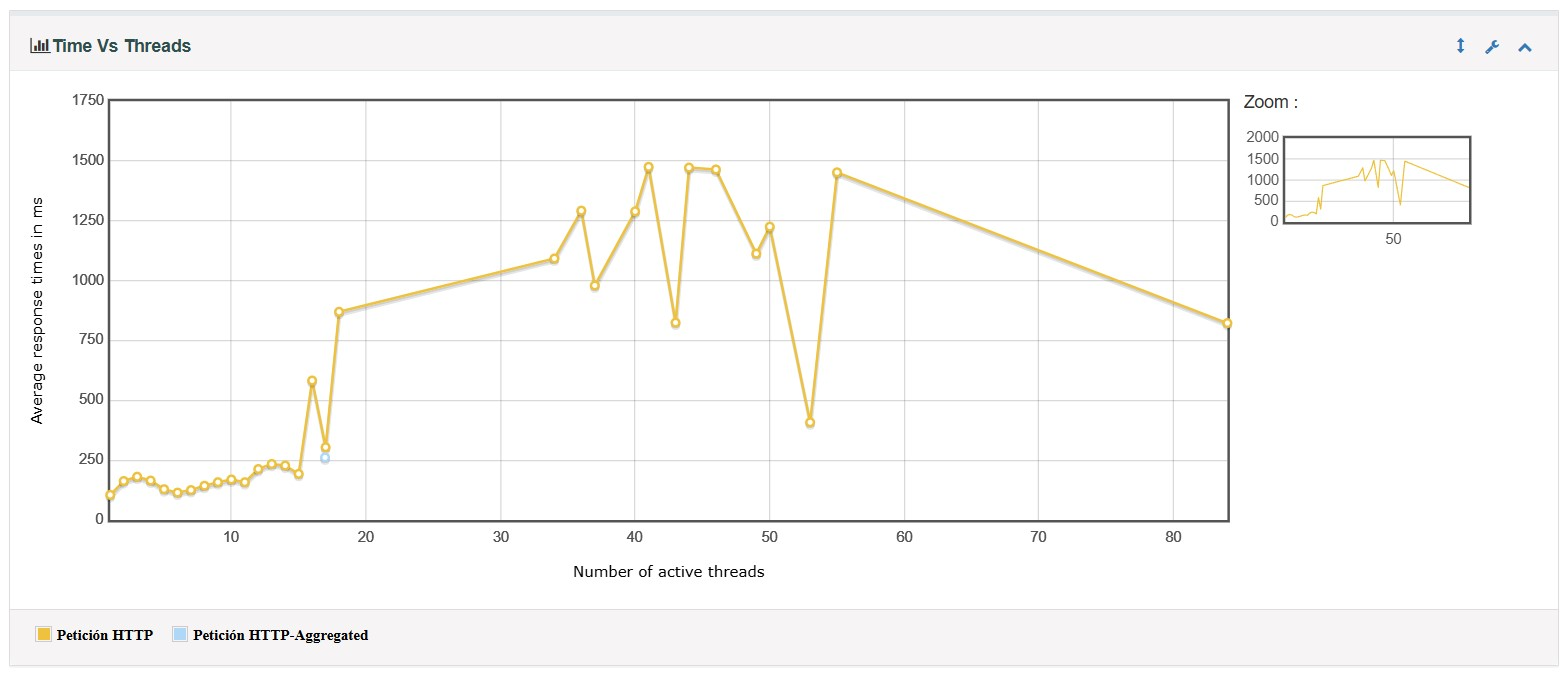 Time Vs Threads
Zoom :
1750
1500
1250
1000
750
500
250
0
Average response times in ms
10 20 30 40 50 60 70 80
Number of active threads
2000
1500
1000
500
0
50
Petición HTTP Petición HTTP-Aggregated